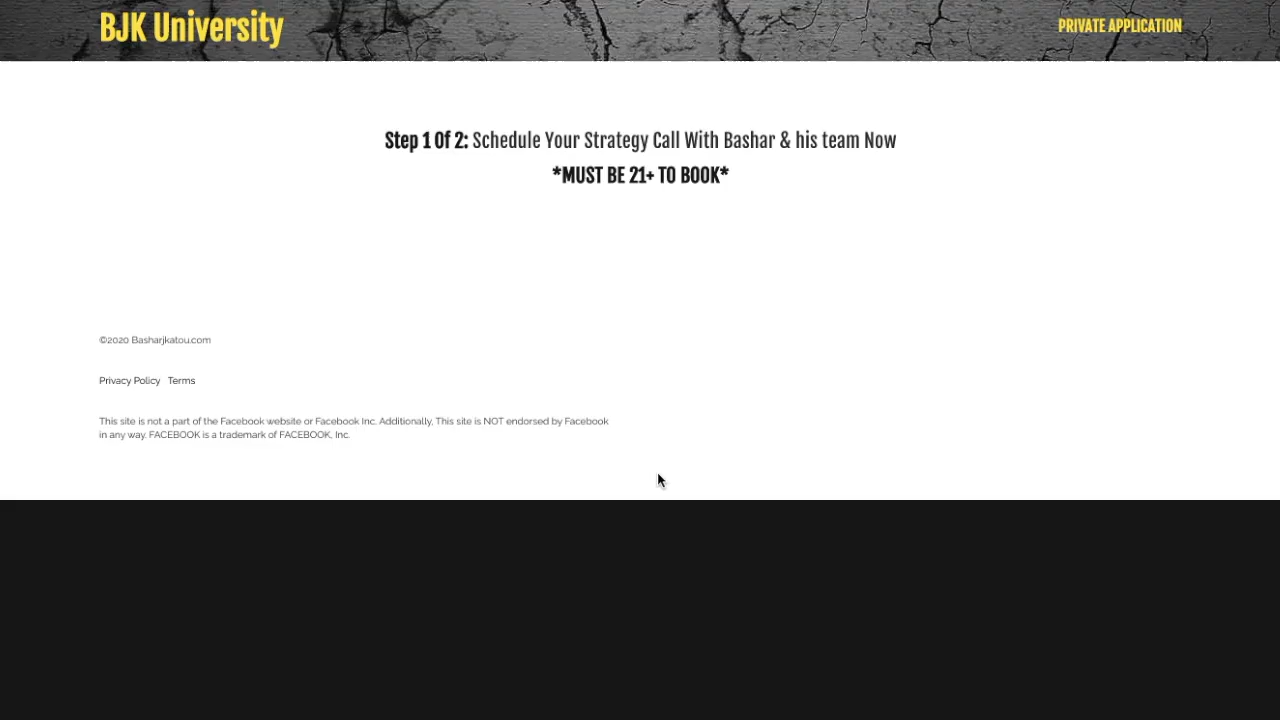 BJK University
PRIVATE APPLICATION
Step 1 Of 2: Schedule Your Strategy Call With Bashar & his team Now
*MUST BE 21+ TO BOOK*
©2020 Basharjkatou.com
Privacy Policy Terms
This site is not a part of the Facebook website or Facebook Inc. Additionally, This site is NOT endorsed by Facebook
in any way. FACEBOOK is a trademark of FACEBOOK, Inc.